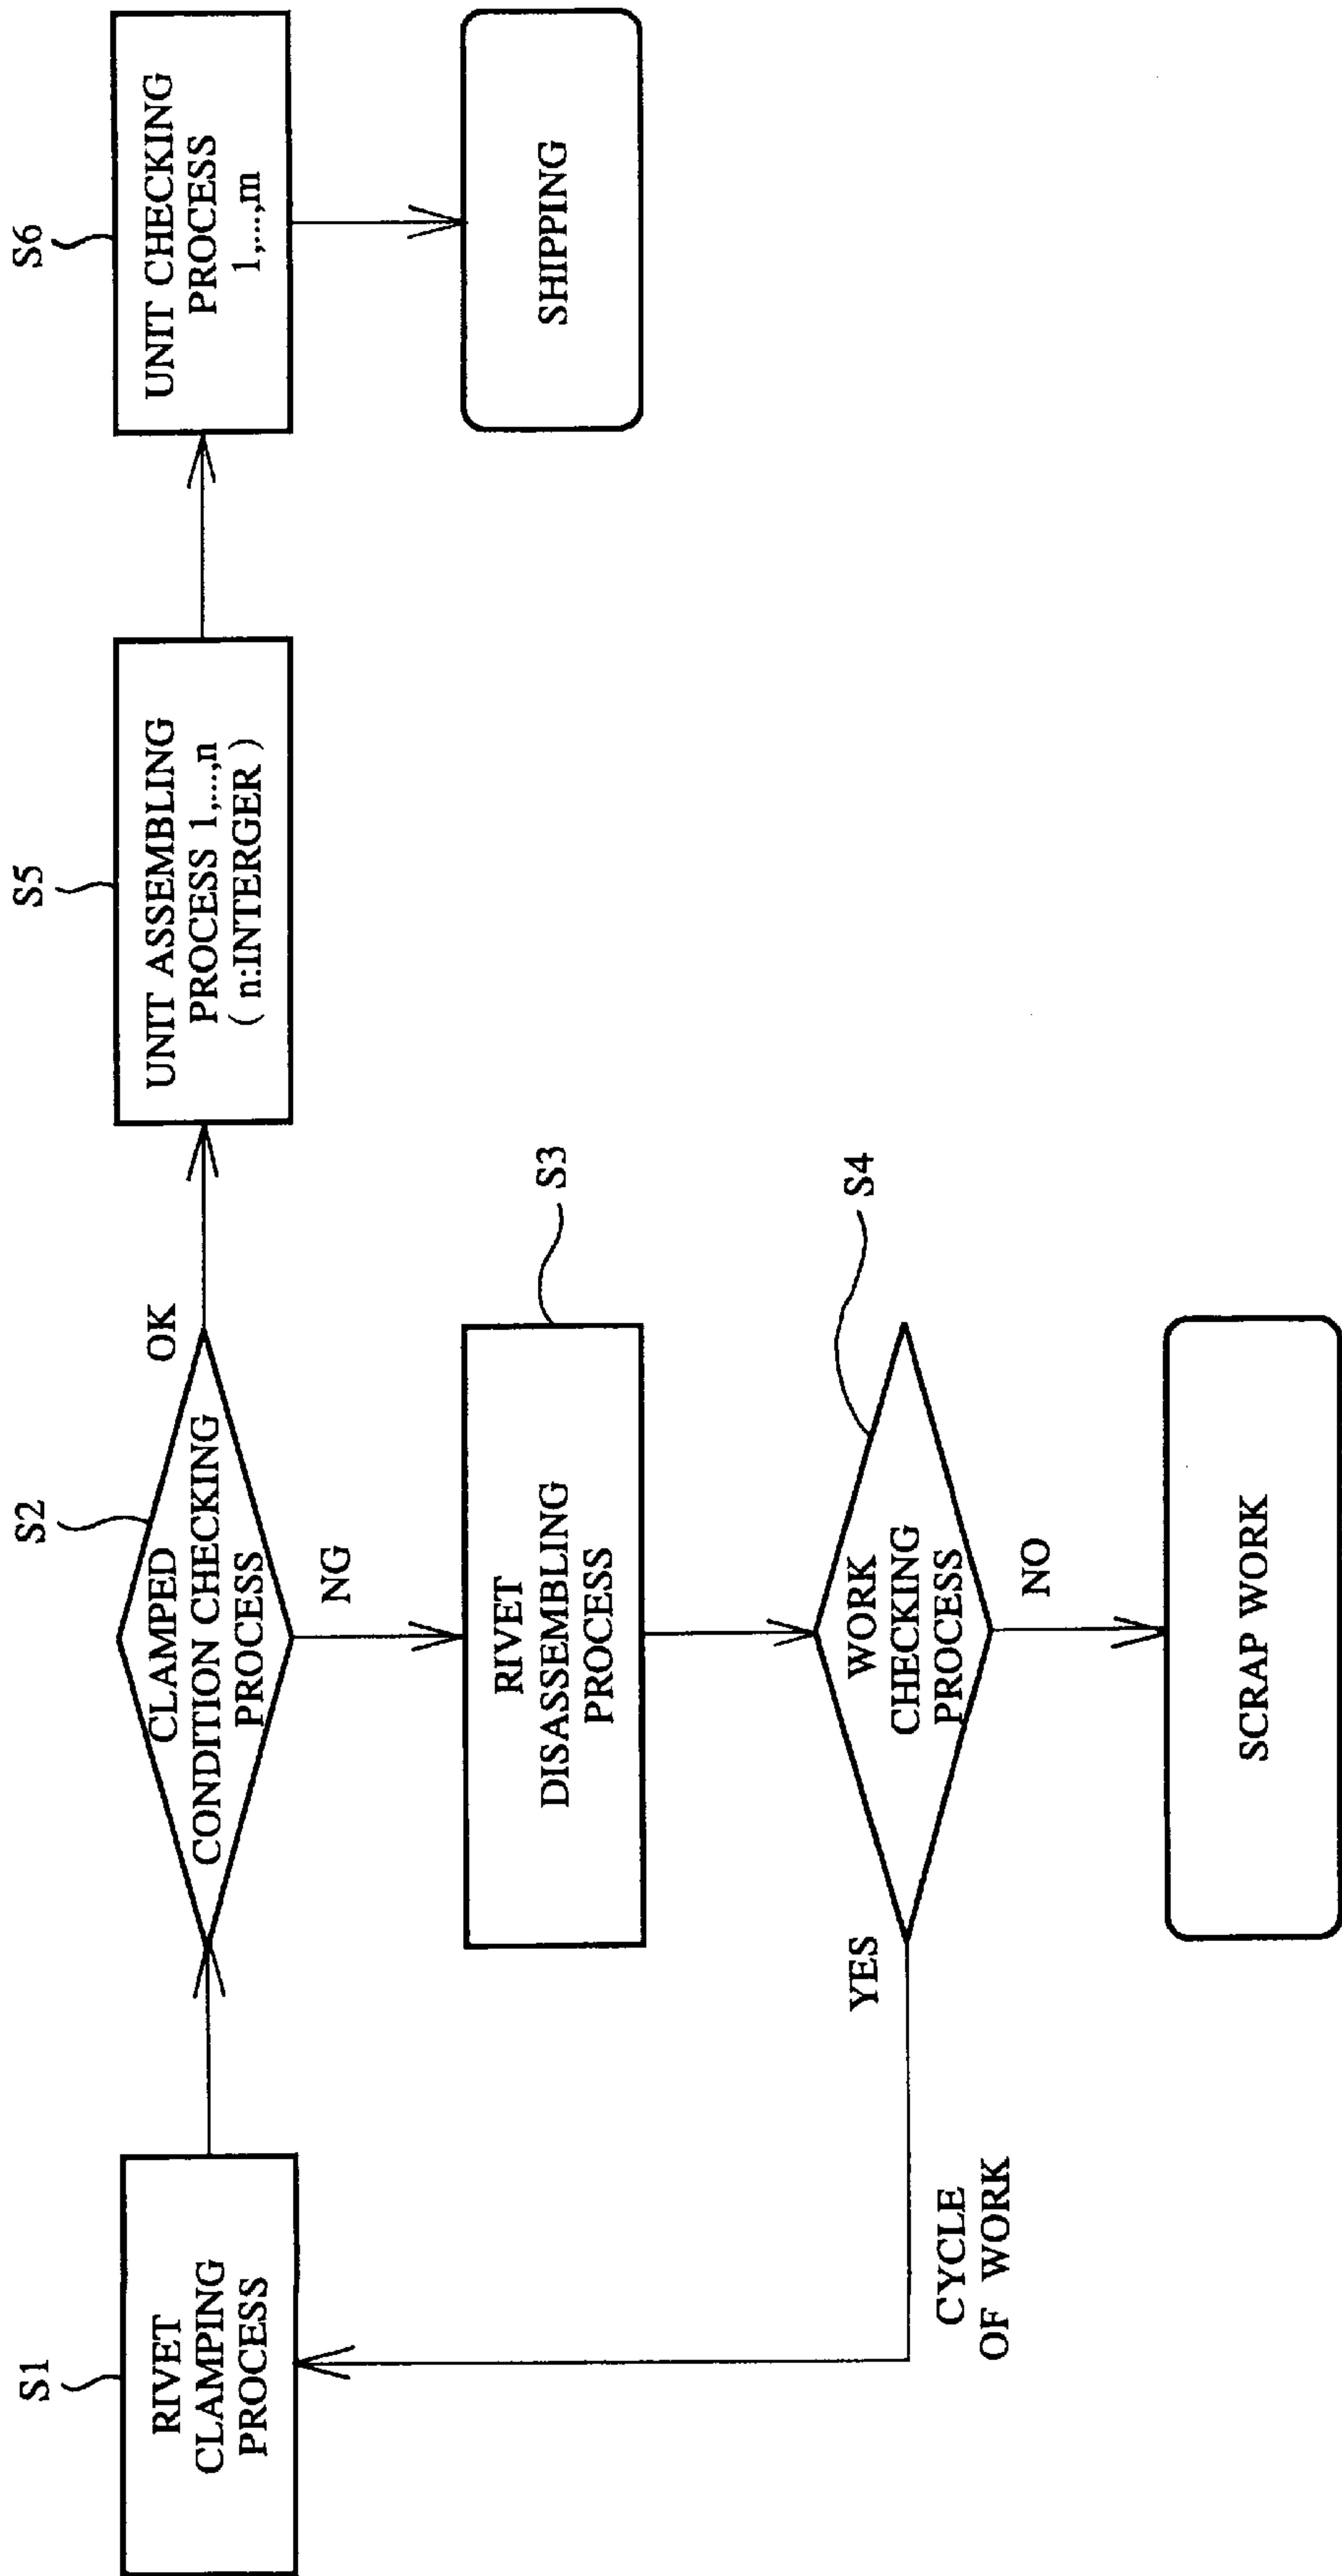 S1
RIVET
CLAMPING
PROCESS
S2
CLAMPED
CONDITION CHECKING
PROCESS
OK
NG
S5
UNIT ASSEMBLING
PROCESS 1,...,n
( n:INTERGER )
S6
UNIT CHECKING
PROCESS
1,...,m
SHIPPING
S3
RIVET
DISASSEMBLING
PROCESS
S4
WORK
CHECKING
PROCESS
YES
NO
CYCLE
OF WORK
SCRAP WORK